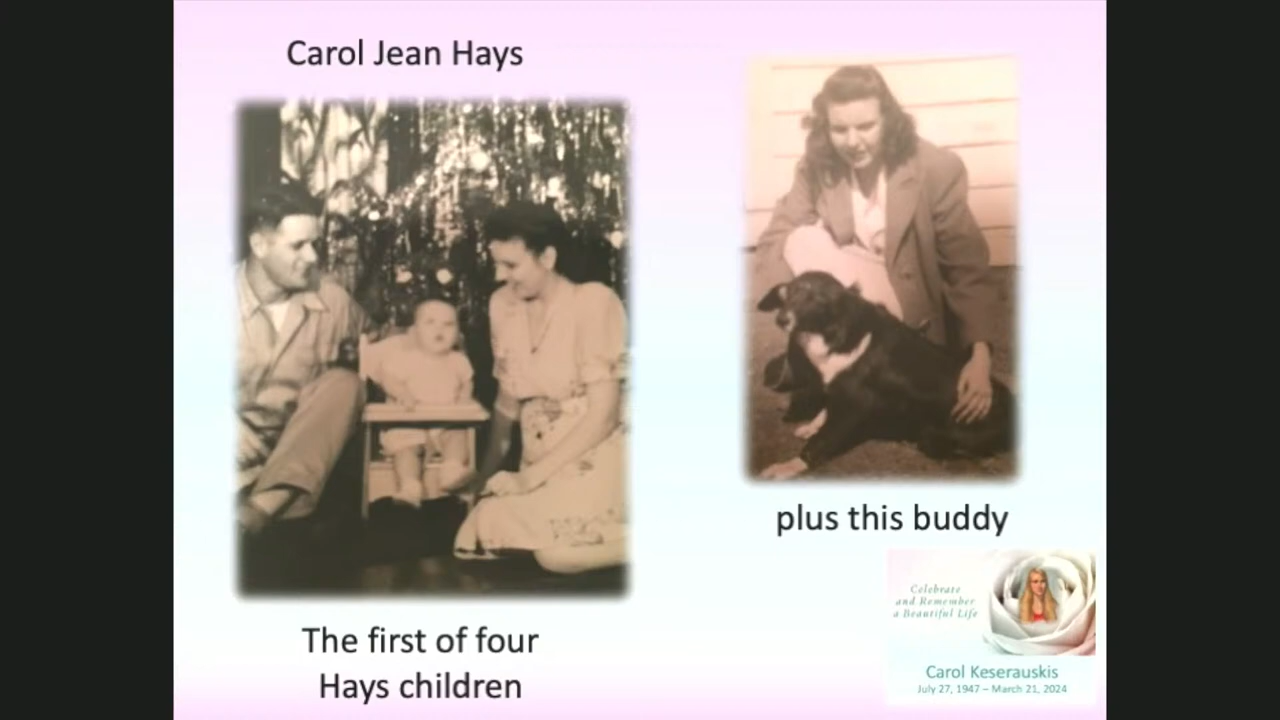 Carol Jean Hays
The first of four
Hays children
plus this buddy
Celebrate
and Remember
a Beautiful Life
Carol Keserauskis
July 27, 1947 – March 21, 2024